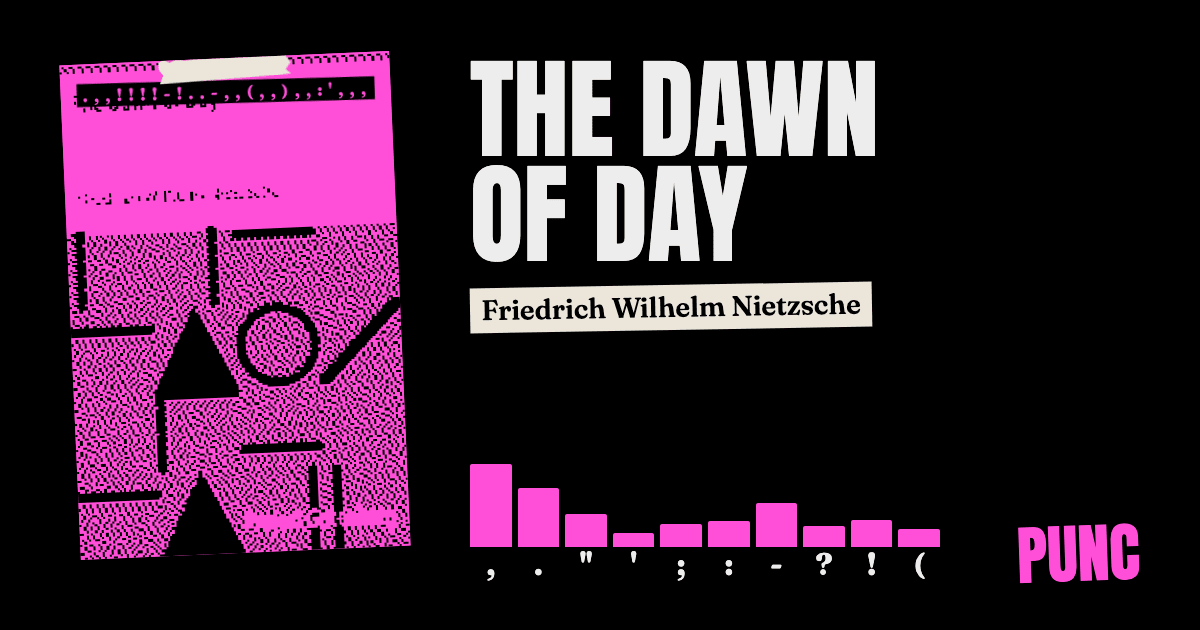 .,,!!!!-!..-,,(,,),,:',,,
THE DAWN
OF DAY
Friedrich Wilhelm Nietzsche
, . " ' ; : - ? ! (
PUNC